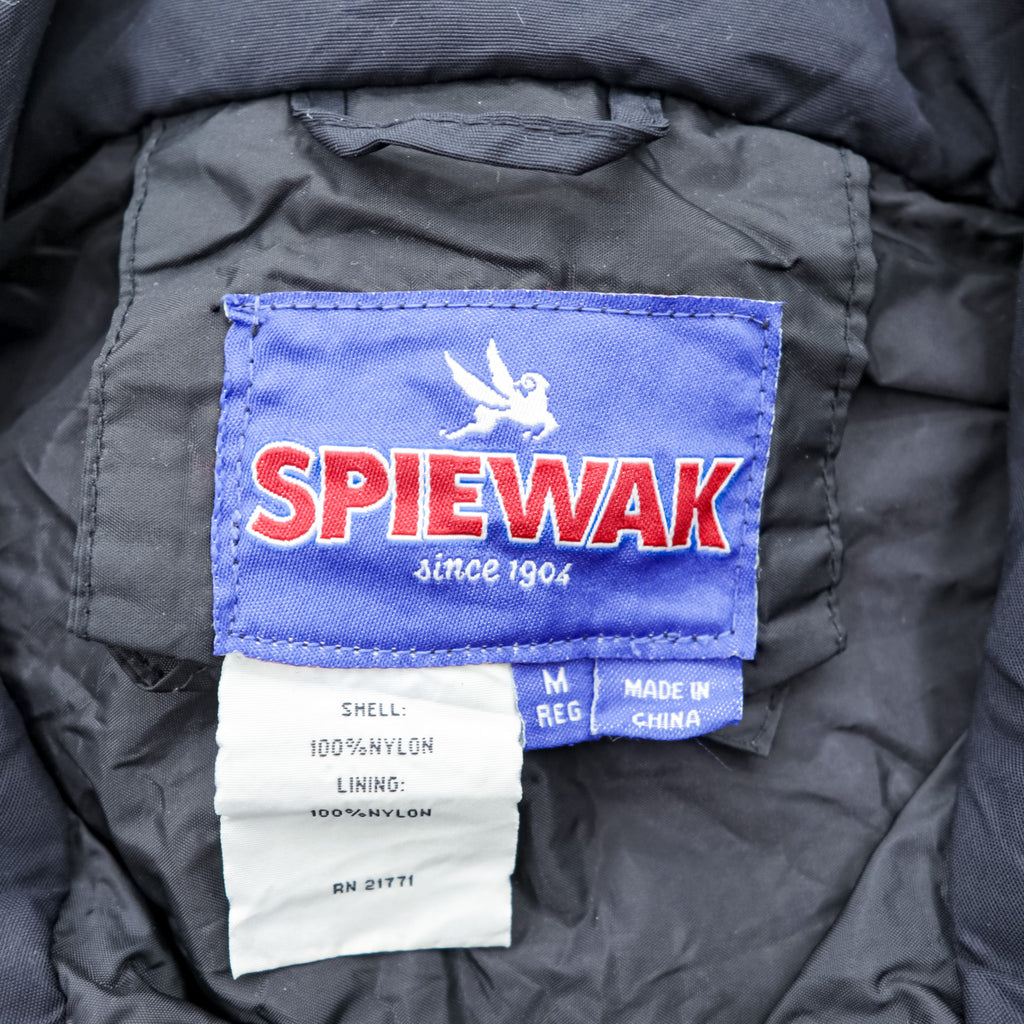 SPIEWAK
since 1904
M
REG
MADE IN
CHINA
SHELL:
100%NYLON
LINING:
100%NYLON
RN 21771